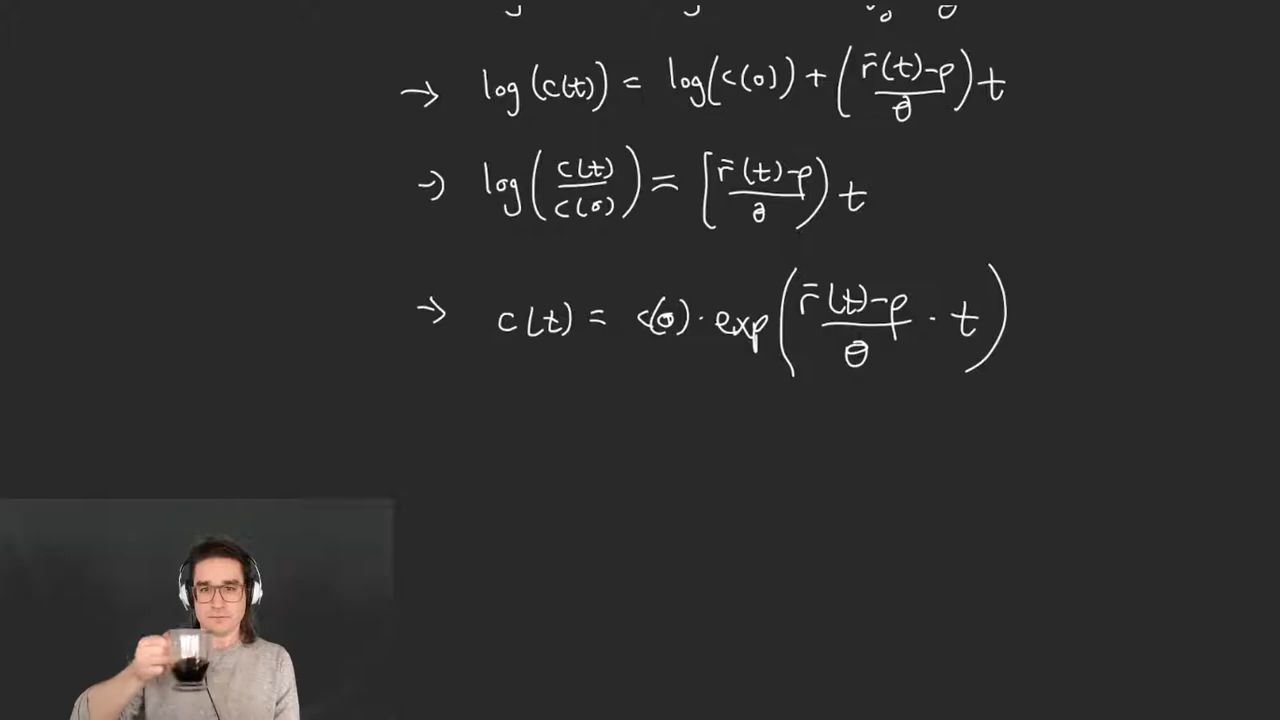 → log(c(t)) = log(c(0)) + (r̄(t)-ρ/θ)t
→ log(c(t)/c(0)) = [r̄(t)-ρ/θ)t
→ c(t) = c(0)·exp(r̄(t)-ρ/θ · t)